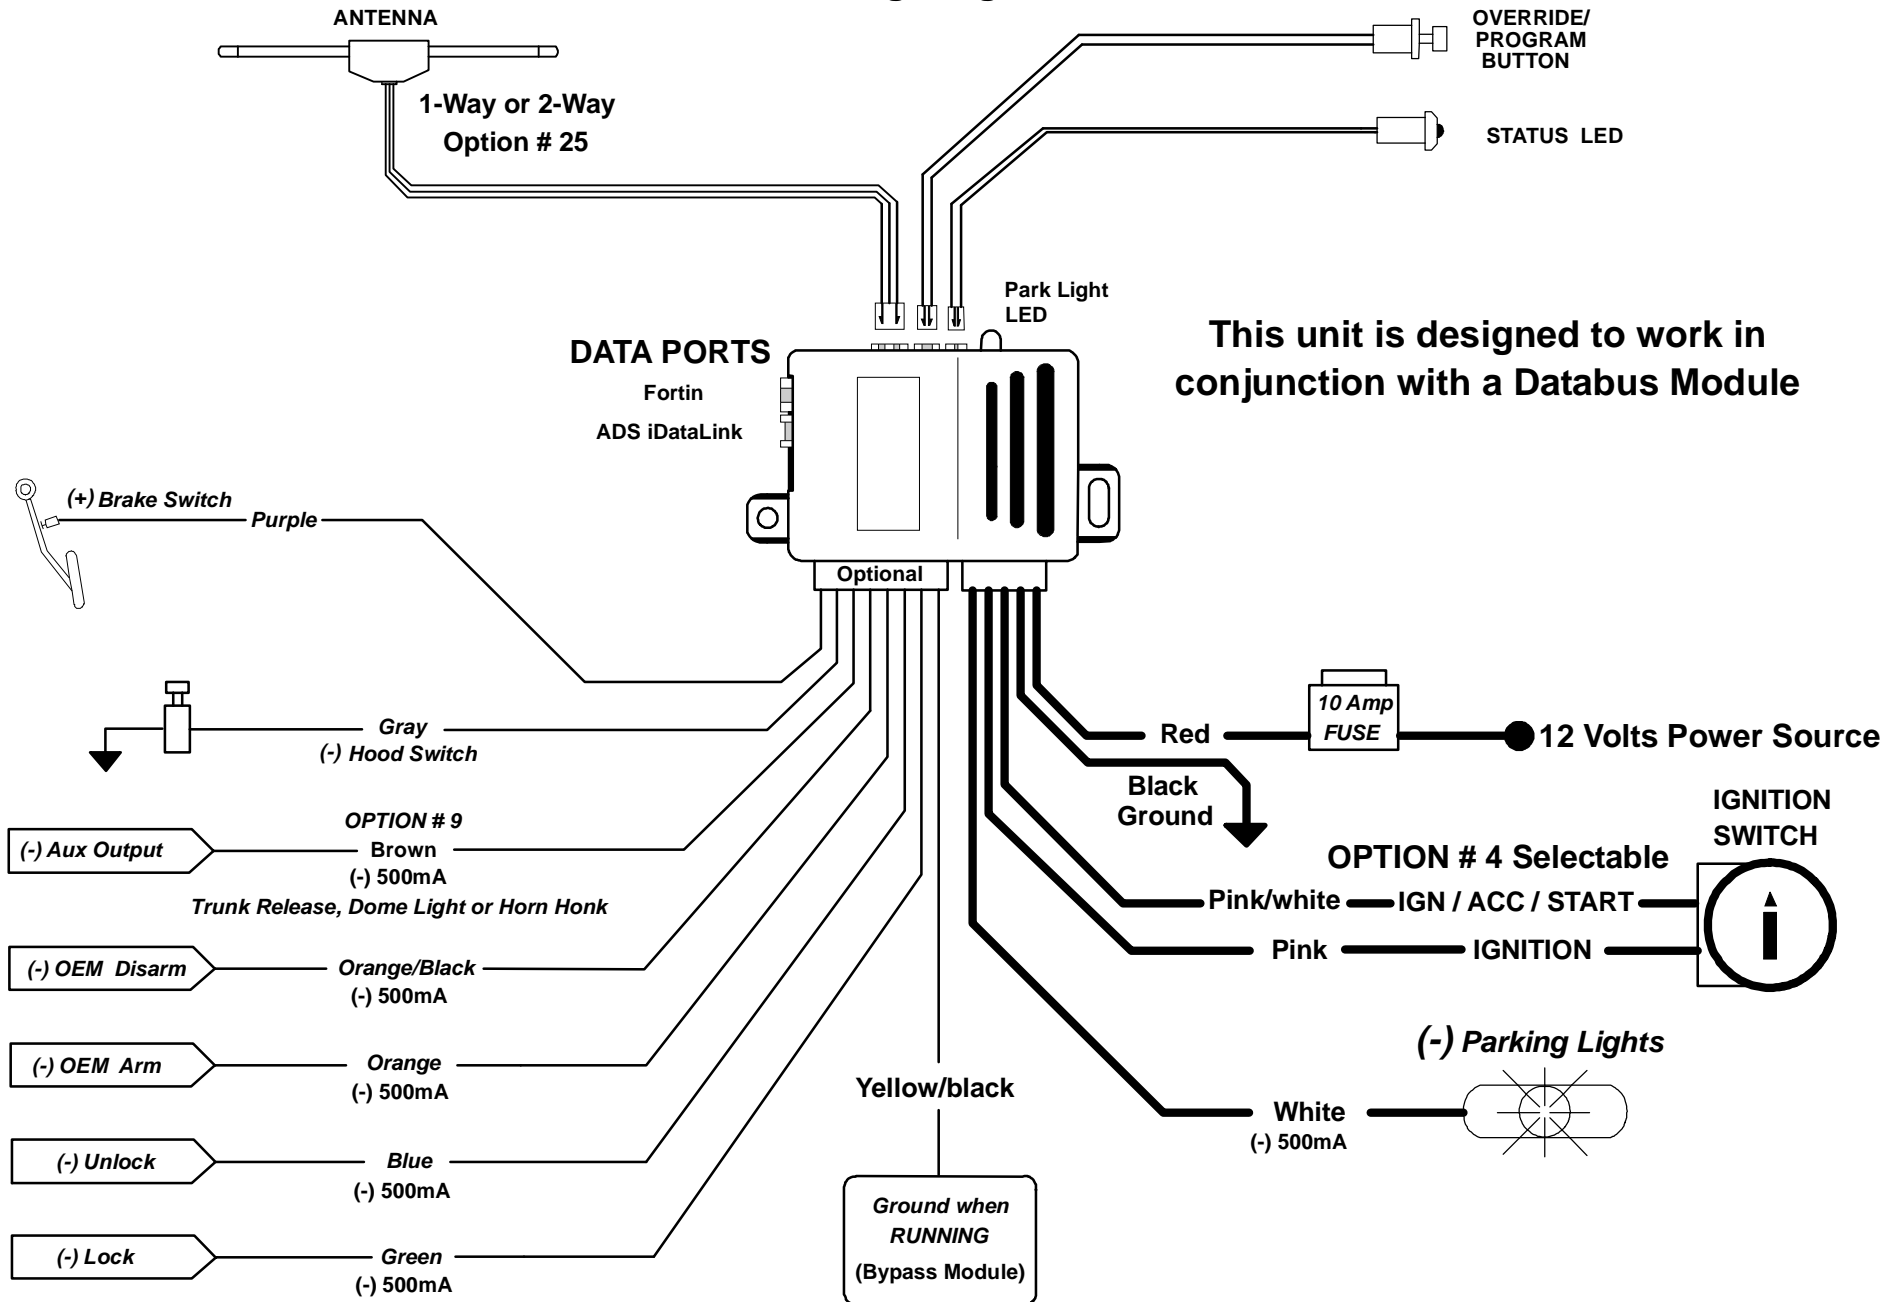 ANTENNA
1-Way or 2-Way
Option # 25
OVERRIDE/
PROGRAM
BUTTON
STATUS LED
Park Light
LED
DATA PORTS
Fortin
ADS iDataLink
This unit is designed to work in
conjunction with a Databus Module
(+) Brake Switch
Purple
Optional
Gray
(-) Hood Switch
10 Amp
FUSE
Red
12 Volts Power Source
Black
Ground
IGNITION
SWITCH
OPTION # 9
(-) Aux Output
Brown
(-) 500mA
Trunk Release, Dome Light or Horn Honk
OPTION # 4 Selectable
Pink/white
IGN / ACC / START
Pink
IGNITION
(-) OEM Disarm
Orange/Black
(-) 500mA
(-) OEM Arm
Orange
(-) 500mA
(-) Parking Lights
White
(-) 500mA
Yellow/black
(-) Unlock
Blue
(-) 500mA
Ground when
RUNNING
(Bypass Module)
(-) Lock
Green
(-) 500mA